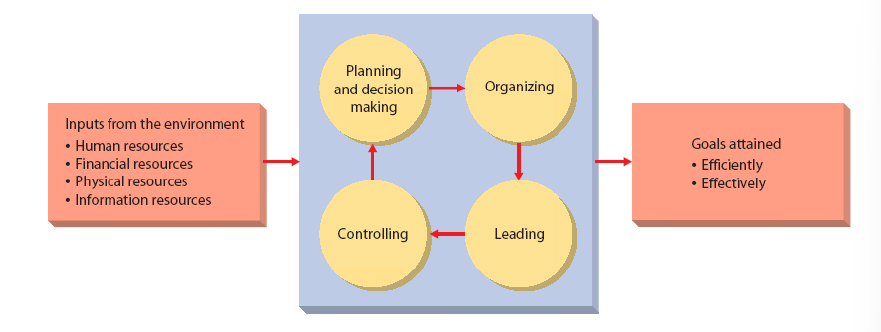 Inputs from the environment
• Human resources
• Financial resources
• Physical resources
• Information resources
Planning
and decision
making
Organizing
Controlling
Leading
Goals attained
• Efficiently
• Effectively